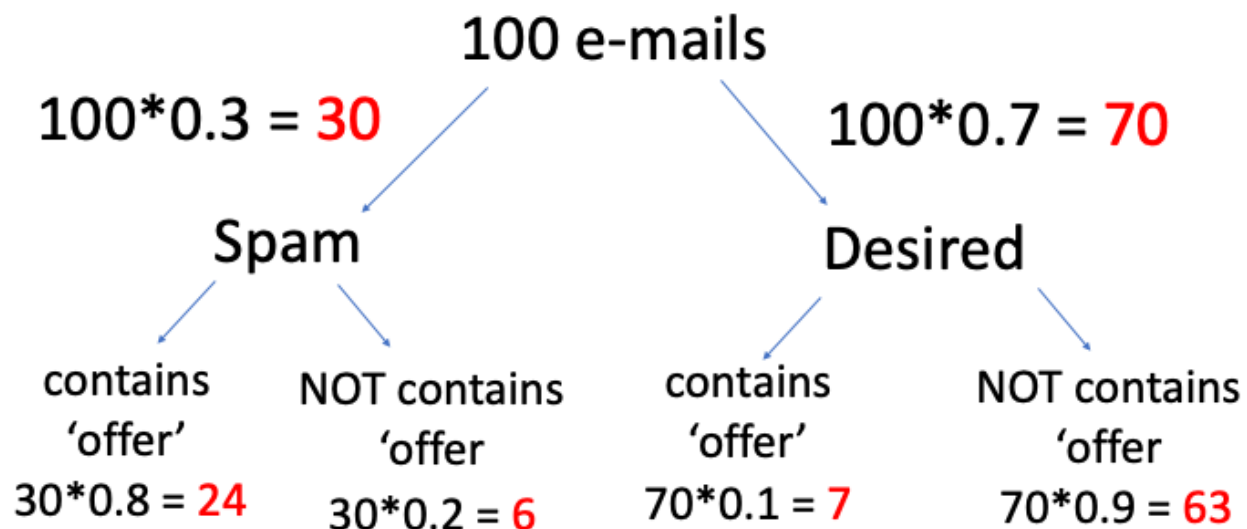 100 e-mails
100*0.3 = 30
100*0.7 = 70
Spam
Desired
contains
‘offer’
30*0.8 = 24
NOT contains
‘offer
30*0.2 = 6
contains
‘offer’
70*0.1 = 7
NOT contains
‘offer
70*0.9 = 63